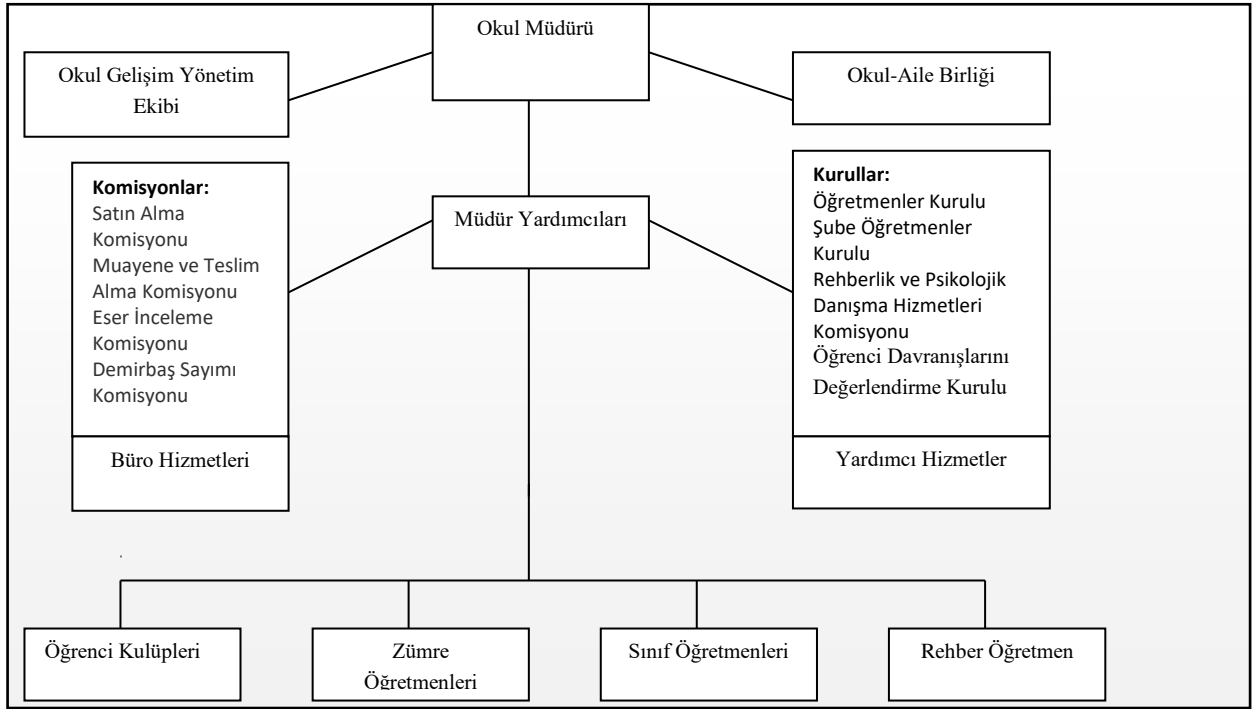 Okul Müdürü
Okul Gelişim Yönetim
Ekibi
Okul-Aile Birliği
Komisyonlar:
Satın Alma
Komisyonu
Muayene ve Teslim
Alma Komisyonu
Eser İnceleme
Komisyonu
Demirbaş Sayımı
Komisyonu
Büro Hizmetleri
Müdür Yardımcıları
Kurullar:
Öğretmenler Kurulu
Şube Öğretmenler
Kurulu
Rehberlik ve Psikolojik
Danışma Hizmetleri
Komisyonu
Öğrenci Davranışlarını
Değerlendirme Kurulu
Yardımcı Hizmetler
Öğrenci Kulüpleri
Zümre
Öğretmenleri
Sınıf Öğretmenleri
Rehber Öğretmen